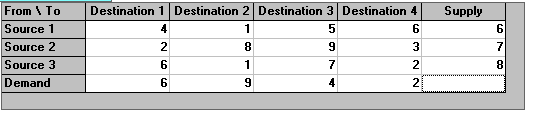 From \ To Destination 1 Destination 2 Destination 3 Destination 4 Supply
Source 1 4 1 5 6 6
Source 2 2 8 9 3 7
Source 3 6 1 7 2 8
Demand 6 9 4 2